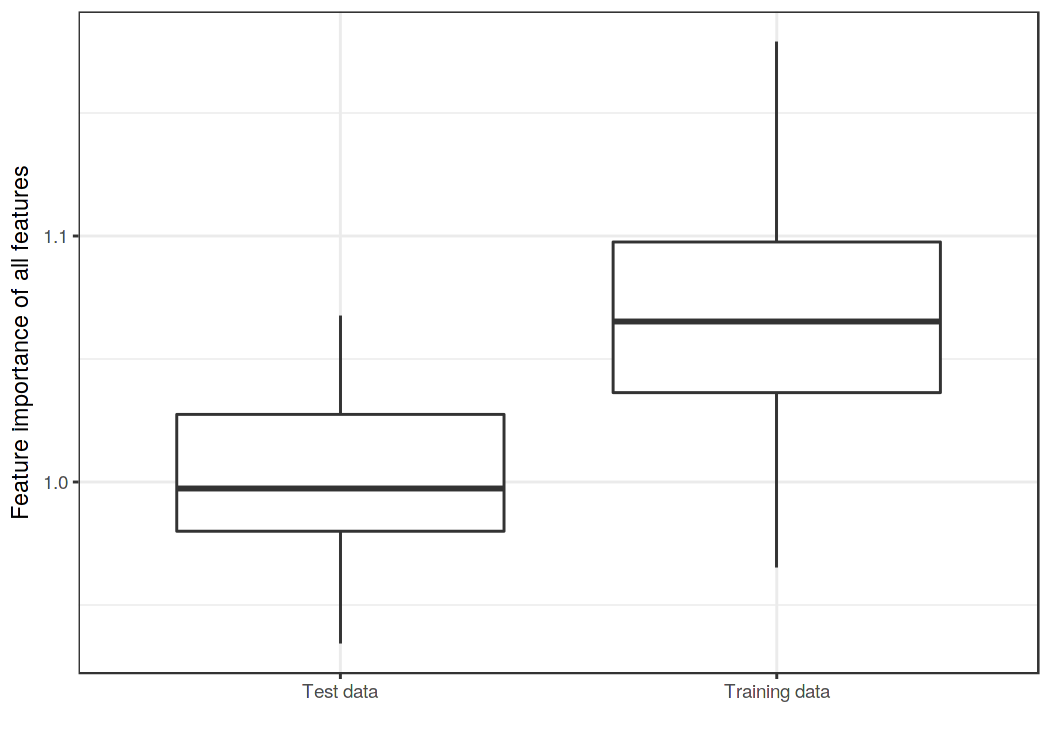 Feature importance of all features
1.1
1.0
Test data
Training data